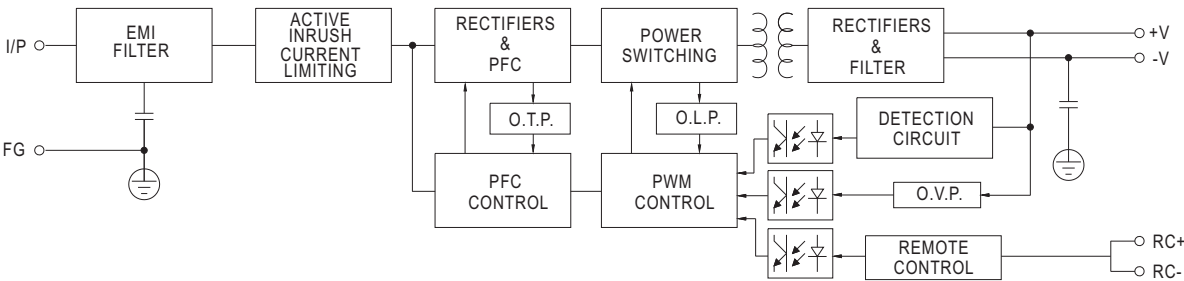 I/P
EMI
FILTER
ACTIVE
INRUSH
CURRENT
LIMITING
RECTIFIERS
&
PFC
POWER
SWITCHING
RECTIFIERS
&
FILTER
+V
-V
O.T.P.
O.L.P.
DETECTION
CIRCUIT
FG
PFC
CONTROL
PWM
CONTROL
O.V.P.
REMOTE
CONTROL
RC+
RC-